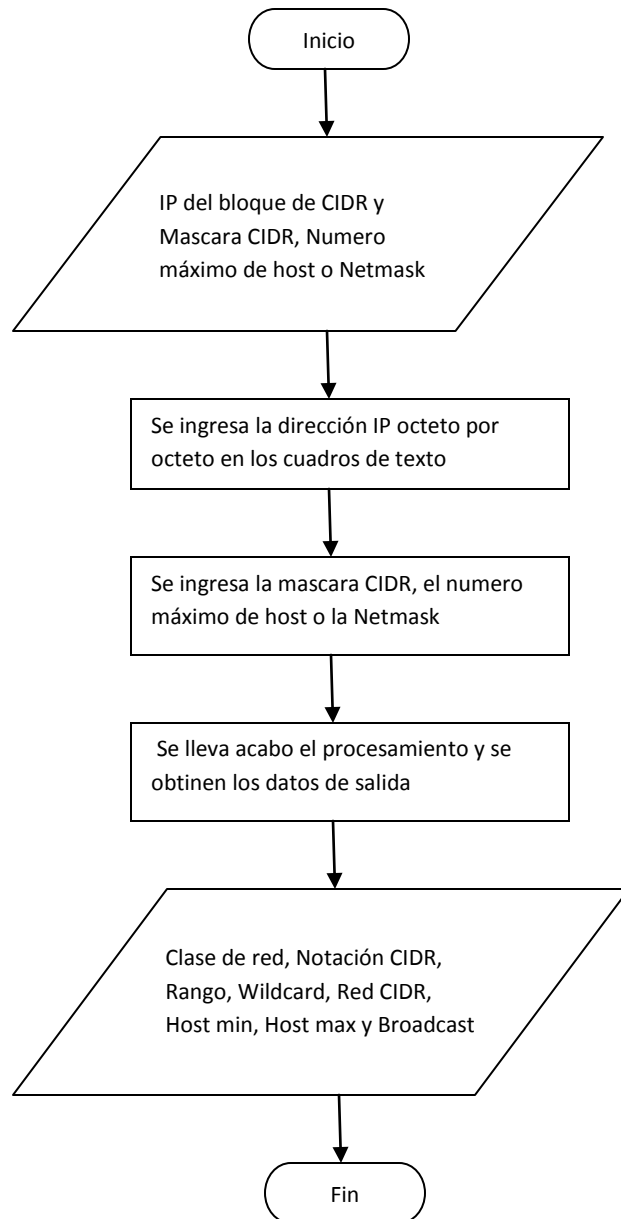 Inicio
IP del bloque de CIDR y
Mascara CIDR, Numero
máximo de host o Netmask
Se ingresa la dirección IP octeto por
octeto en los cuadros de texto
Se ingresa la mascara CIDR, el numero
máximo de host o la Netmask
Se lleva acabo el procesamiento y se
obtinen los datos de salida
Clase de red, Notación CIDR,
Rango, Wildcard, Red CIDR,
Host min, Host max y Broadcast
Fin